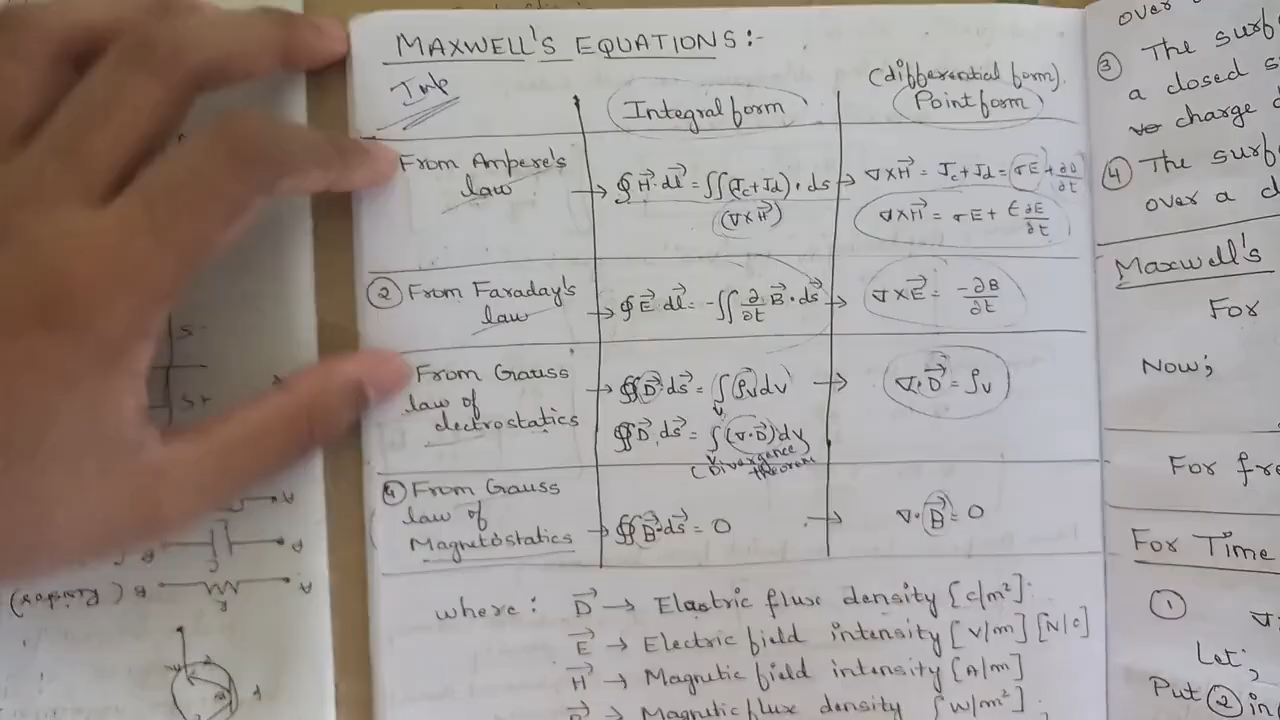 MAXWELL'S EQUATIONS:-
Imp
(differential form).
Integral form
Point form
From Ampere's law
∮ H⃗·dl⃗ = ∬(Jc+Jd)·ds
(∇×H⃗)
∇×H⃗ = Jc+Jd = σE + ∂D/∂t
∇×H⃗ = σE + ε ∂E/∂t
② From Faraday's law
∮ E⃗·dl⃗ = -∬ ∂/∂t B⃗·ds⃗
∇×E⃗ = -∂B/∂t
From Gauss
law of
electrostatics
∯ D⃗·ds⃗ = ∫v ρv dv
∯ D⃗·ds⃗ = ∫v (∇·D⃗)dv
(Divergance theorem
∇·D⃗ = ρv
④ From Gauss
law of
Magnetostatics
∯ B⃗·ds⃗ = 0
∇·B⃗ = 0
where: D⃗ → Elastric flux density [c/m²].
E⃗ → Electric field intensity [V/m] [N/C]
H⃗ → Magnetic field intensity [A/m]
Magnetic flux density [W/m²].
over
③ The surf
a closed s
ve charge
④ The surf
over a
Maxwell's
For
Now;
For fre
For Time
①
Let;
Put ② in
S-
S+
A
B
C
A
B
R
(Resistor)